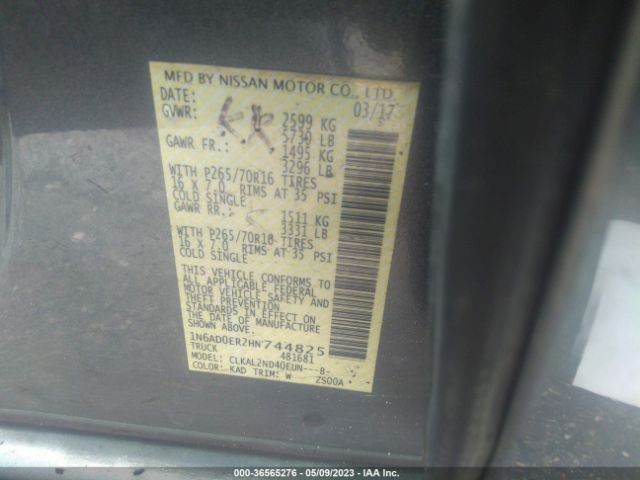 MFD BY NISSAN MOTOR CO., LTD.
DATE: 03/17
GVWR: 2599 KG
5730 LB
GAWR FR.: 1495 KG
3296 LB
WITH P265/70R16 TIRES
16 X 7.0 RIMS AT 35 PSI
COLD SINGLE
GAWR RR.: 1511 KG
3331 LB
WITH P265/70R16 TIRES
16 X 7.0 RIMS AT 35 PSI
COLD SINGLE
THIS VEHICLE CONFORMS TO
ALL APPLICABLE FEDERAL
MOTOR VEHICLE SAFETY AND
THEFT PREVENTION
STANDARDS IN EFFECT ON
THE DATE OF MANUFACTURE
SHOWN ABOVE.
1N6AD0ER2HN744825
TRUCK 481681
MODEL: CLKAL2ND40EUN---8-
COLOR: KAD TRIM: W ZS00A
000-36565276 | 05/09/2023 | IAA Inc.